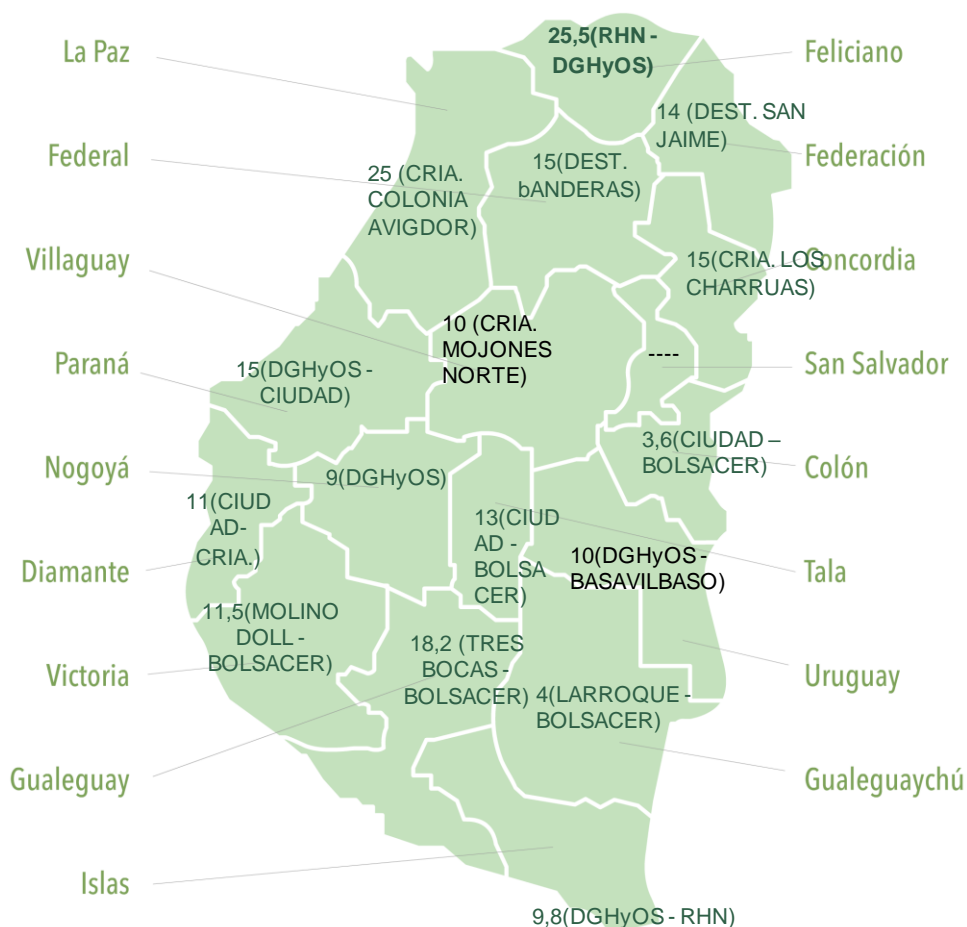 25,5(RHN -
DGHyOS)
La Paz
Feliciano
14 (DEST. SAN
JAIME)
Federal
Federación
15(DEST.
bANDERAS)
25 (CRIA.
COLONIA
AVIGDOR)
Villaguay
15(CRIA. LOS
CHARRUAS)
Concordia
10 (CRIA.
MOJONES
NORTE)
Paraná
15(DGHyOS -
CIUDAD)
----
San Salvador
Nogoyá
9(DGHyOS)
3,6(CIUDAD –
BOLSACER)
Colón
11(CIUD
AD-
CRIA.)
13(CIUD
AD -
BOLSA
CER)
10(DGHyOS -
BASAVILBASO)
Diamante
Tala
11,5(MOLINO
DOLL -
BOLSACER)
18,2 (TRES
BOCAS -
BOLSACER)
4(LARROQUE -
BOLSACER)
Victoria
Uruguay
Gualeguay
Gualeguaychú
Islas
9,8(DGHyOS - RHN)